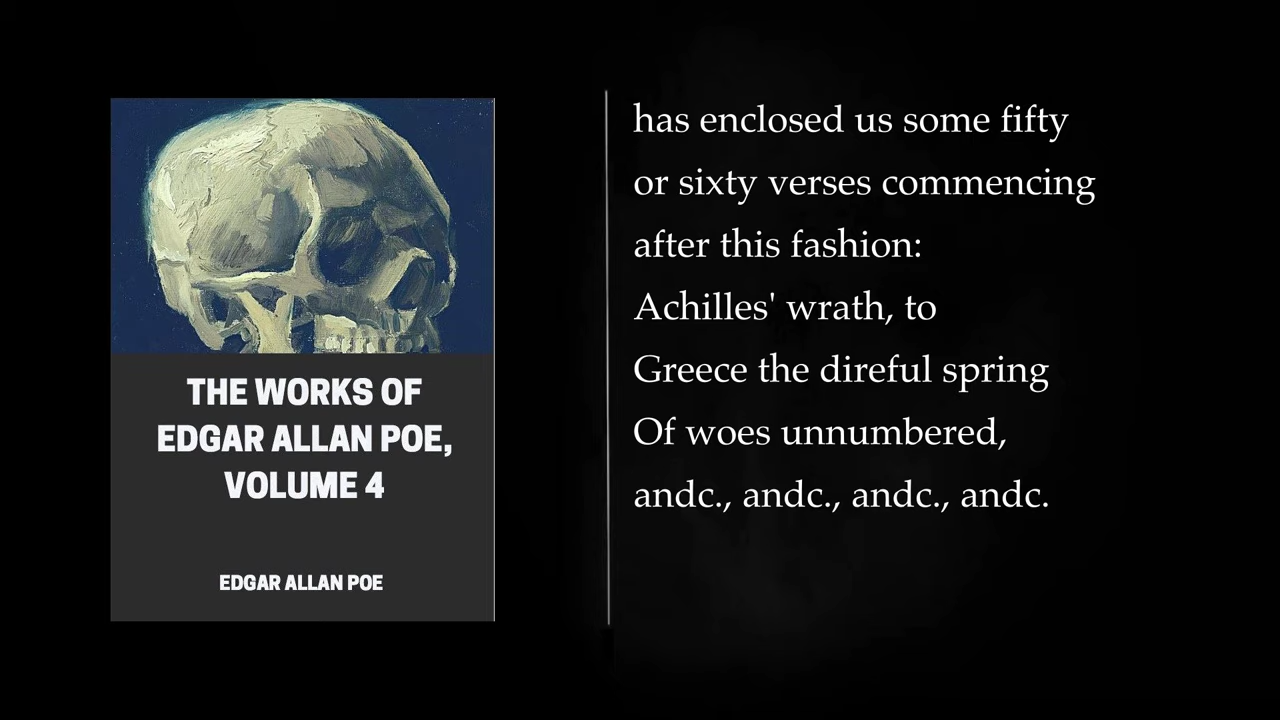 THE WORKS OF
EDGAR ALLAN POE,
VOLUME 4
EDGAR ALLAN POE
has enclosed us some fifty
or sixty verses commencing
after this fashion:
Achilles' wrath, to
Greece the direful spring
Of woes unnumbered,
andc., andc., andc., andc.